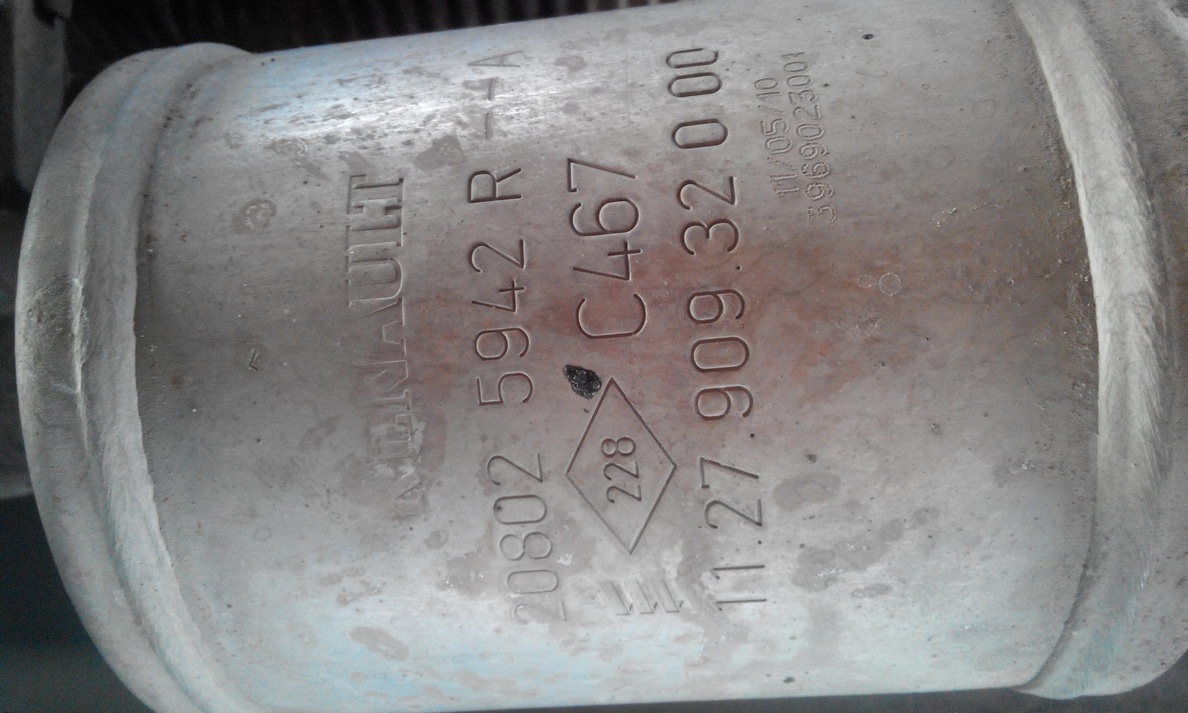 RENAULT
20802 5942 R --A
228 C467
11.27 909.32 0.00
11/05/10
3969023001